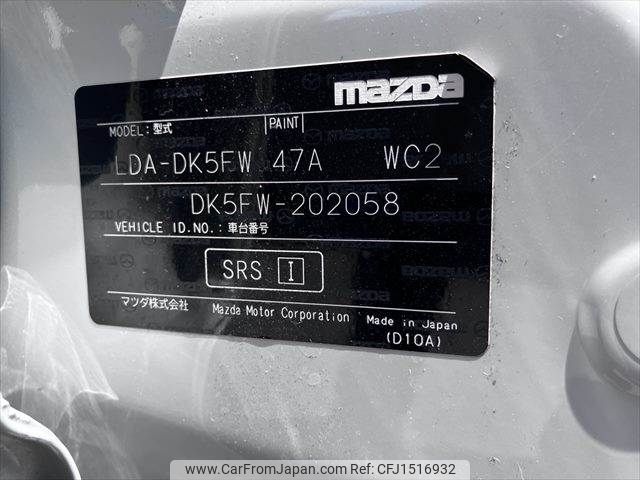 mazda
MODEL：型式 PAINT
LDA-DK5FW 47A WC2
DK5FW-202058
VEHICLE ID.NO.：車台番号
SRS I
マツダ株式会社 Mazda Motor Corporation Made in Japan
(D10A)
www.CarFromJapan.com | CFJ1516932